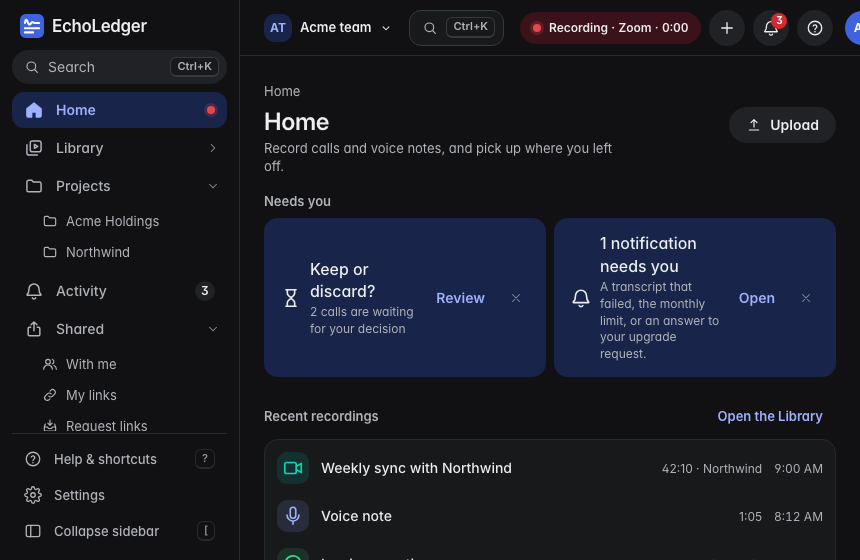 EchoLedger
Search Ctrl+K
Home
Library
Projects
Acme Holdings
Northwind
Activity 3
Shared
With me
My links
Request links
Help & shortcuts ?
Settings
Collapse sidebar [
AT Acme team
Ctrl+K
Recording · Zoom · 0:00
3
Home
Home
Record calls and voice notes, and pick up where you left
off.
Upload
Needs you
Keep or
discard?
2 calls are waiting
for your decision
Review
1 notification
needs you
A transcript that
failed, the monthly
limit, or an answer to
your upgrade
request.
Open
Recent recordings Open the Library
Weekly sync with Northwind 42:10 · Northwind 9:00 AM
Voice note 1:05 8:12 AM